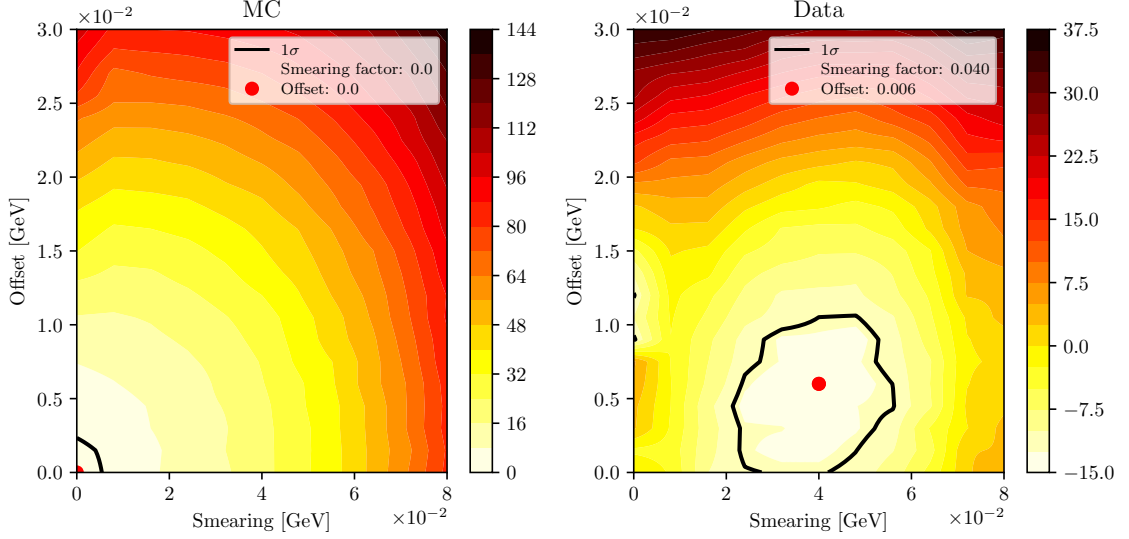 MC
×10⁻²
1σ
Smearing factor: 0.0
Offset: 0.0
3.0
2.5
2.0
1.5
1.0
0.5
0.0
Offset [GeV]
0 2 4 6 8
Smearing [GeV]
×10⁻²
144
128
112
96
80
64
48
32
16
0
Data
×10⁻²
1σ
Smearing factor: 0.040
Offset: 0.006
3.0
2.5
2.0
1.5
1.0
0.5
0.0
Offset [GeV]
0 2 4 6 8
Smearing [GeV]
×10⁻²
37.5
30.0
22.5
15.0
7.5
0.0
−7.5
−15.0